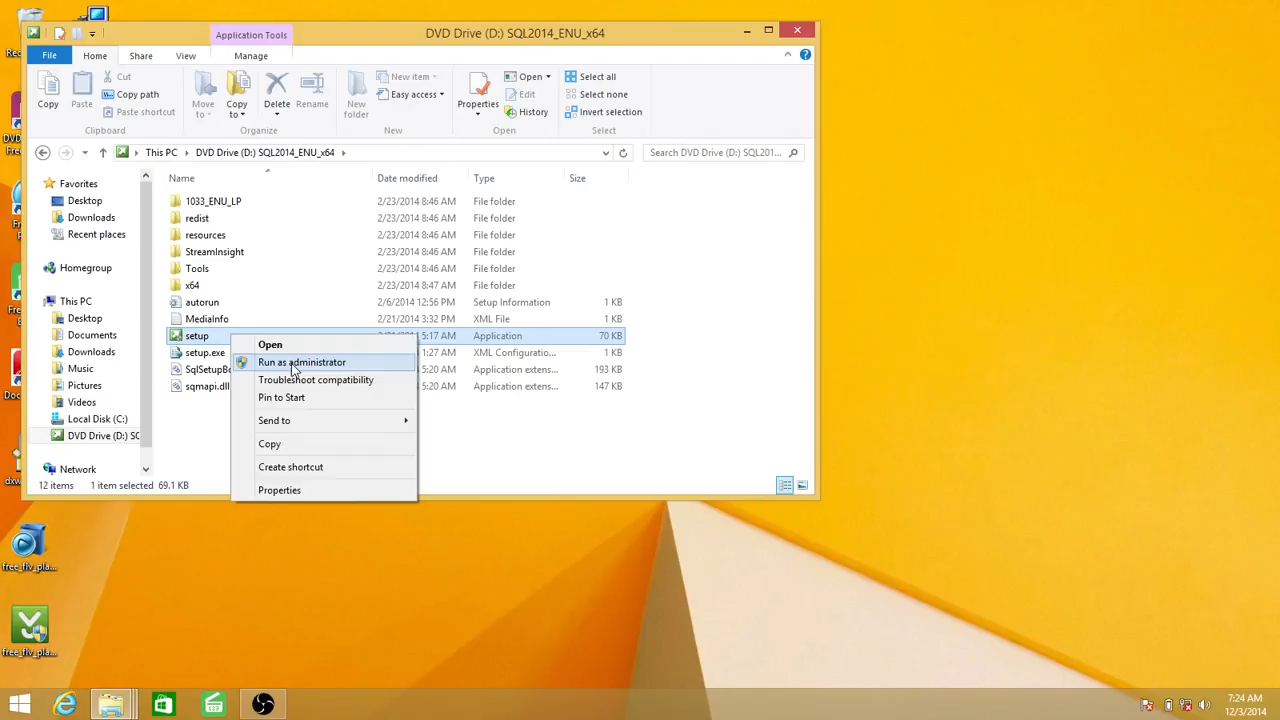 Application Tools
DVD Drive (D:) SQL2014_ENU_x64
File
Home
Share
View
Manage
Copy
Paste
Cut
Copy path
Paste shortcut
Clipboard
Move to
Copy to
Delete
Rename
Organize
New folder
New item
Easy access
New
Properties
Open
Edit
History
Open
Select all
Select none
Invert selection
Select
This PC
DVD Drive (D:) SQL2014_ENU_x64
Search DVD Drive (D:) SQL201...
Name
Date modified
Type
Size
Favorites
Desktop
Downloads
Recent places
Homegroup
This PC
Desktop
Documents
Downloads
Music
Pictures
Videos
Local Disk (C:)
DVD Drive (D:) SQ
Network
1033_ENU_LP 2/23/2014 8:46 AM File folder
redist 2/23/2014 8:46 AM File folder
resources 2/23/2014 8:46 AM File folder
StreamInsight 2/23/2014 8:46 AM File folder
Tools 2/23/2014 8:46 AM File folder
x64 2/23/2014 8:47 AM File folder
autorun 2/6/2014 12:56 PM Setup Information 1 KB
MediaInfo 2/21/2014 3:32 PM XML File 1 KB
setup 5:17 AM Application 70 KB
setup.exe 1:27 AM XML Configuratio... 1 KB
SqlSetupBo 5:20 AM Application extens... 193 KB
sqmapi.dll 5:20 AM Application extens... 147 KB
Open
Run as administrator
Troubleshoot compatibility
Pin to Start
Send to
Copy
Create shortcut
Properties
12 items
1 item selected 69.1 KB
free_flv_pla...
free_flv_pla...
7:24 AM
12/3/2014